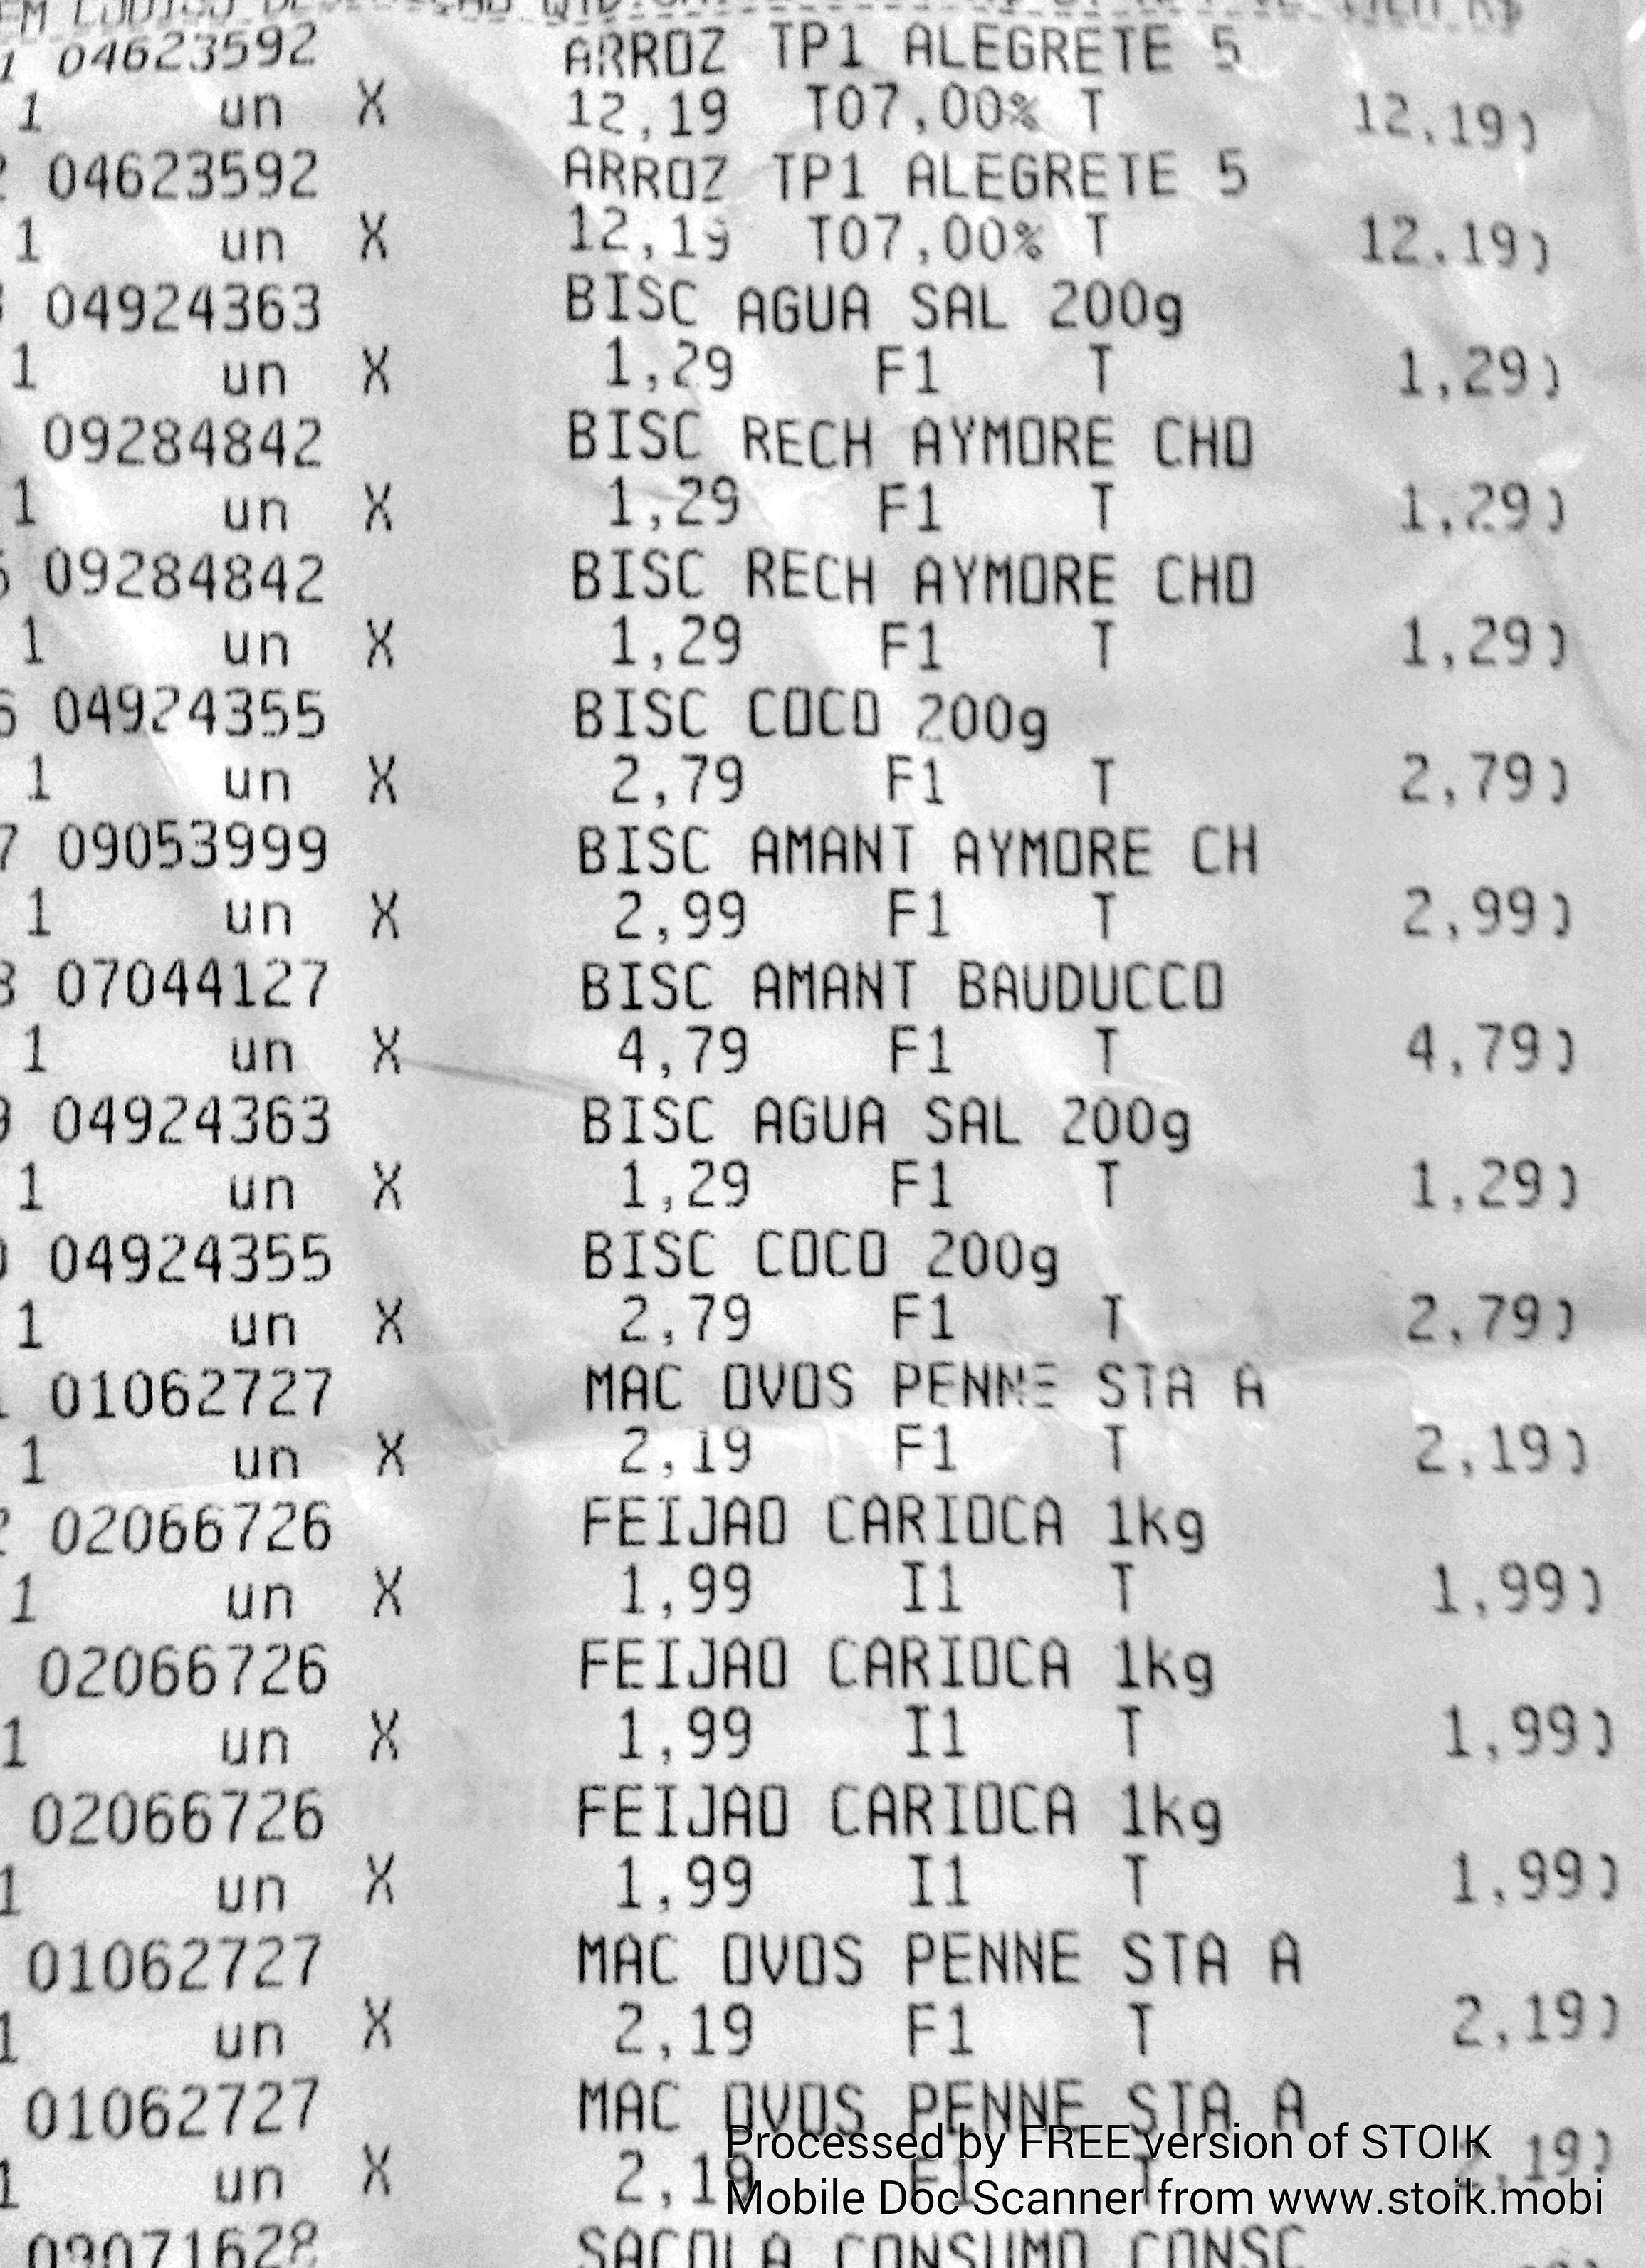 04623592 ARROZ TP1 ALEGRETE 5
1 un X 12,19 T07,00% T 12,19)
04623592 ARROZ TP1 ALEGRETE 5
1 un X 12,19 T07,00% T 12,19)
04924363 BISC AGUA SAL 200g
1 un X 1,29 F1 T 1,29)
09284842 BISC RECH AYMORE CHO
1 un X 1,29 F1 T 1,29)
09284842 BISC RECH AYMORE CHO
1 un X 1,29 F1 T 1,29)
6 04924355 BISC COCO 200g
1 un X 2,79 F1 T 2,79)
7 09053999 BISC AMANT AYMORE CH
1 un X 2,99 F1 T 2,99)
8 07044127 BISC AMANT BAUDUCCO
1 un X 4,79 F1 T 4,79)
9 04924363 BISC AGUA SAL 200g
1 un X 1,29 F1 T 1,29)
04924355 BISC COCO 200g
1 un X 2,79 F1 T 2,79)
01062727 MAC OVOS PENNE STA A
1 un X 2,19 F1 T 2,19)
02066726 FEIJAO CARIOCA 1kg
1 un X 1,99 I1 T 1,99)
02066726 FEIJAO CARIOCA 1kg
1 un X 1,99 I1 T 1,99)
02066726 FEIJAO CARIOCA 1kg
1 un X 1,99 I1 T 1,99)
01062727 MAC OVOS PENNE STA A
1 un X 2,19 F1 T 2,19)
01062727 MAC OVOS PENNE STA A
1 un X 2,19 F1 T 2,19)
Processed by FREE version of STOIK
Mobile Doc Scanner from www.stoik.mobi
09071628 SACOLA CONSUMO CONSC